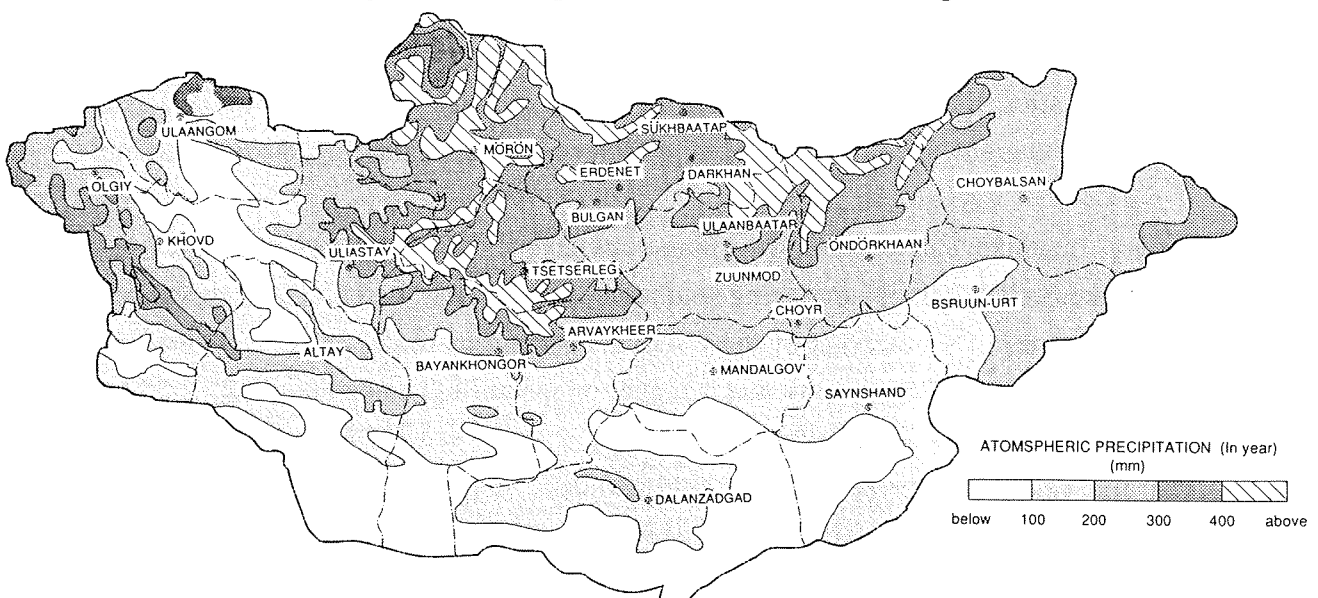 SÜKHBAATAP
ULAANGOM
MÖRÖN
ERDENET
DARKHAN
OLGIY
CHOYBALSAN
BULGAN
ULAANBAATAR
KHOVD
ÖNDÖRKHAAN
ULIASTAY
TSETSERLEG
ZUUNMOD
BSRUUN-URT
CHOYR
ARVAYKHEER
ALTAY
BAYANKHONGOR
MANDALGOV
SAYNSHAND
ATOMSPHERIC PRECIPITATION (In year)
(mm)
DALANZADGAD
below 100 200 300 400 above